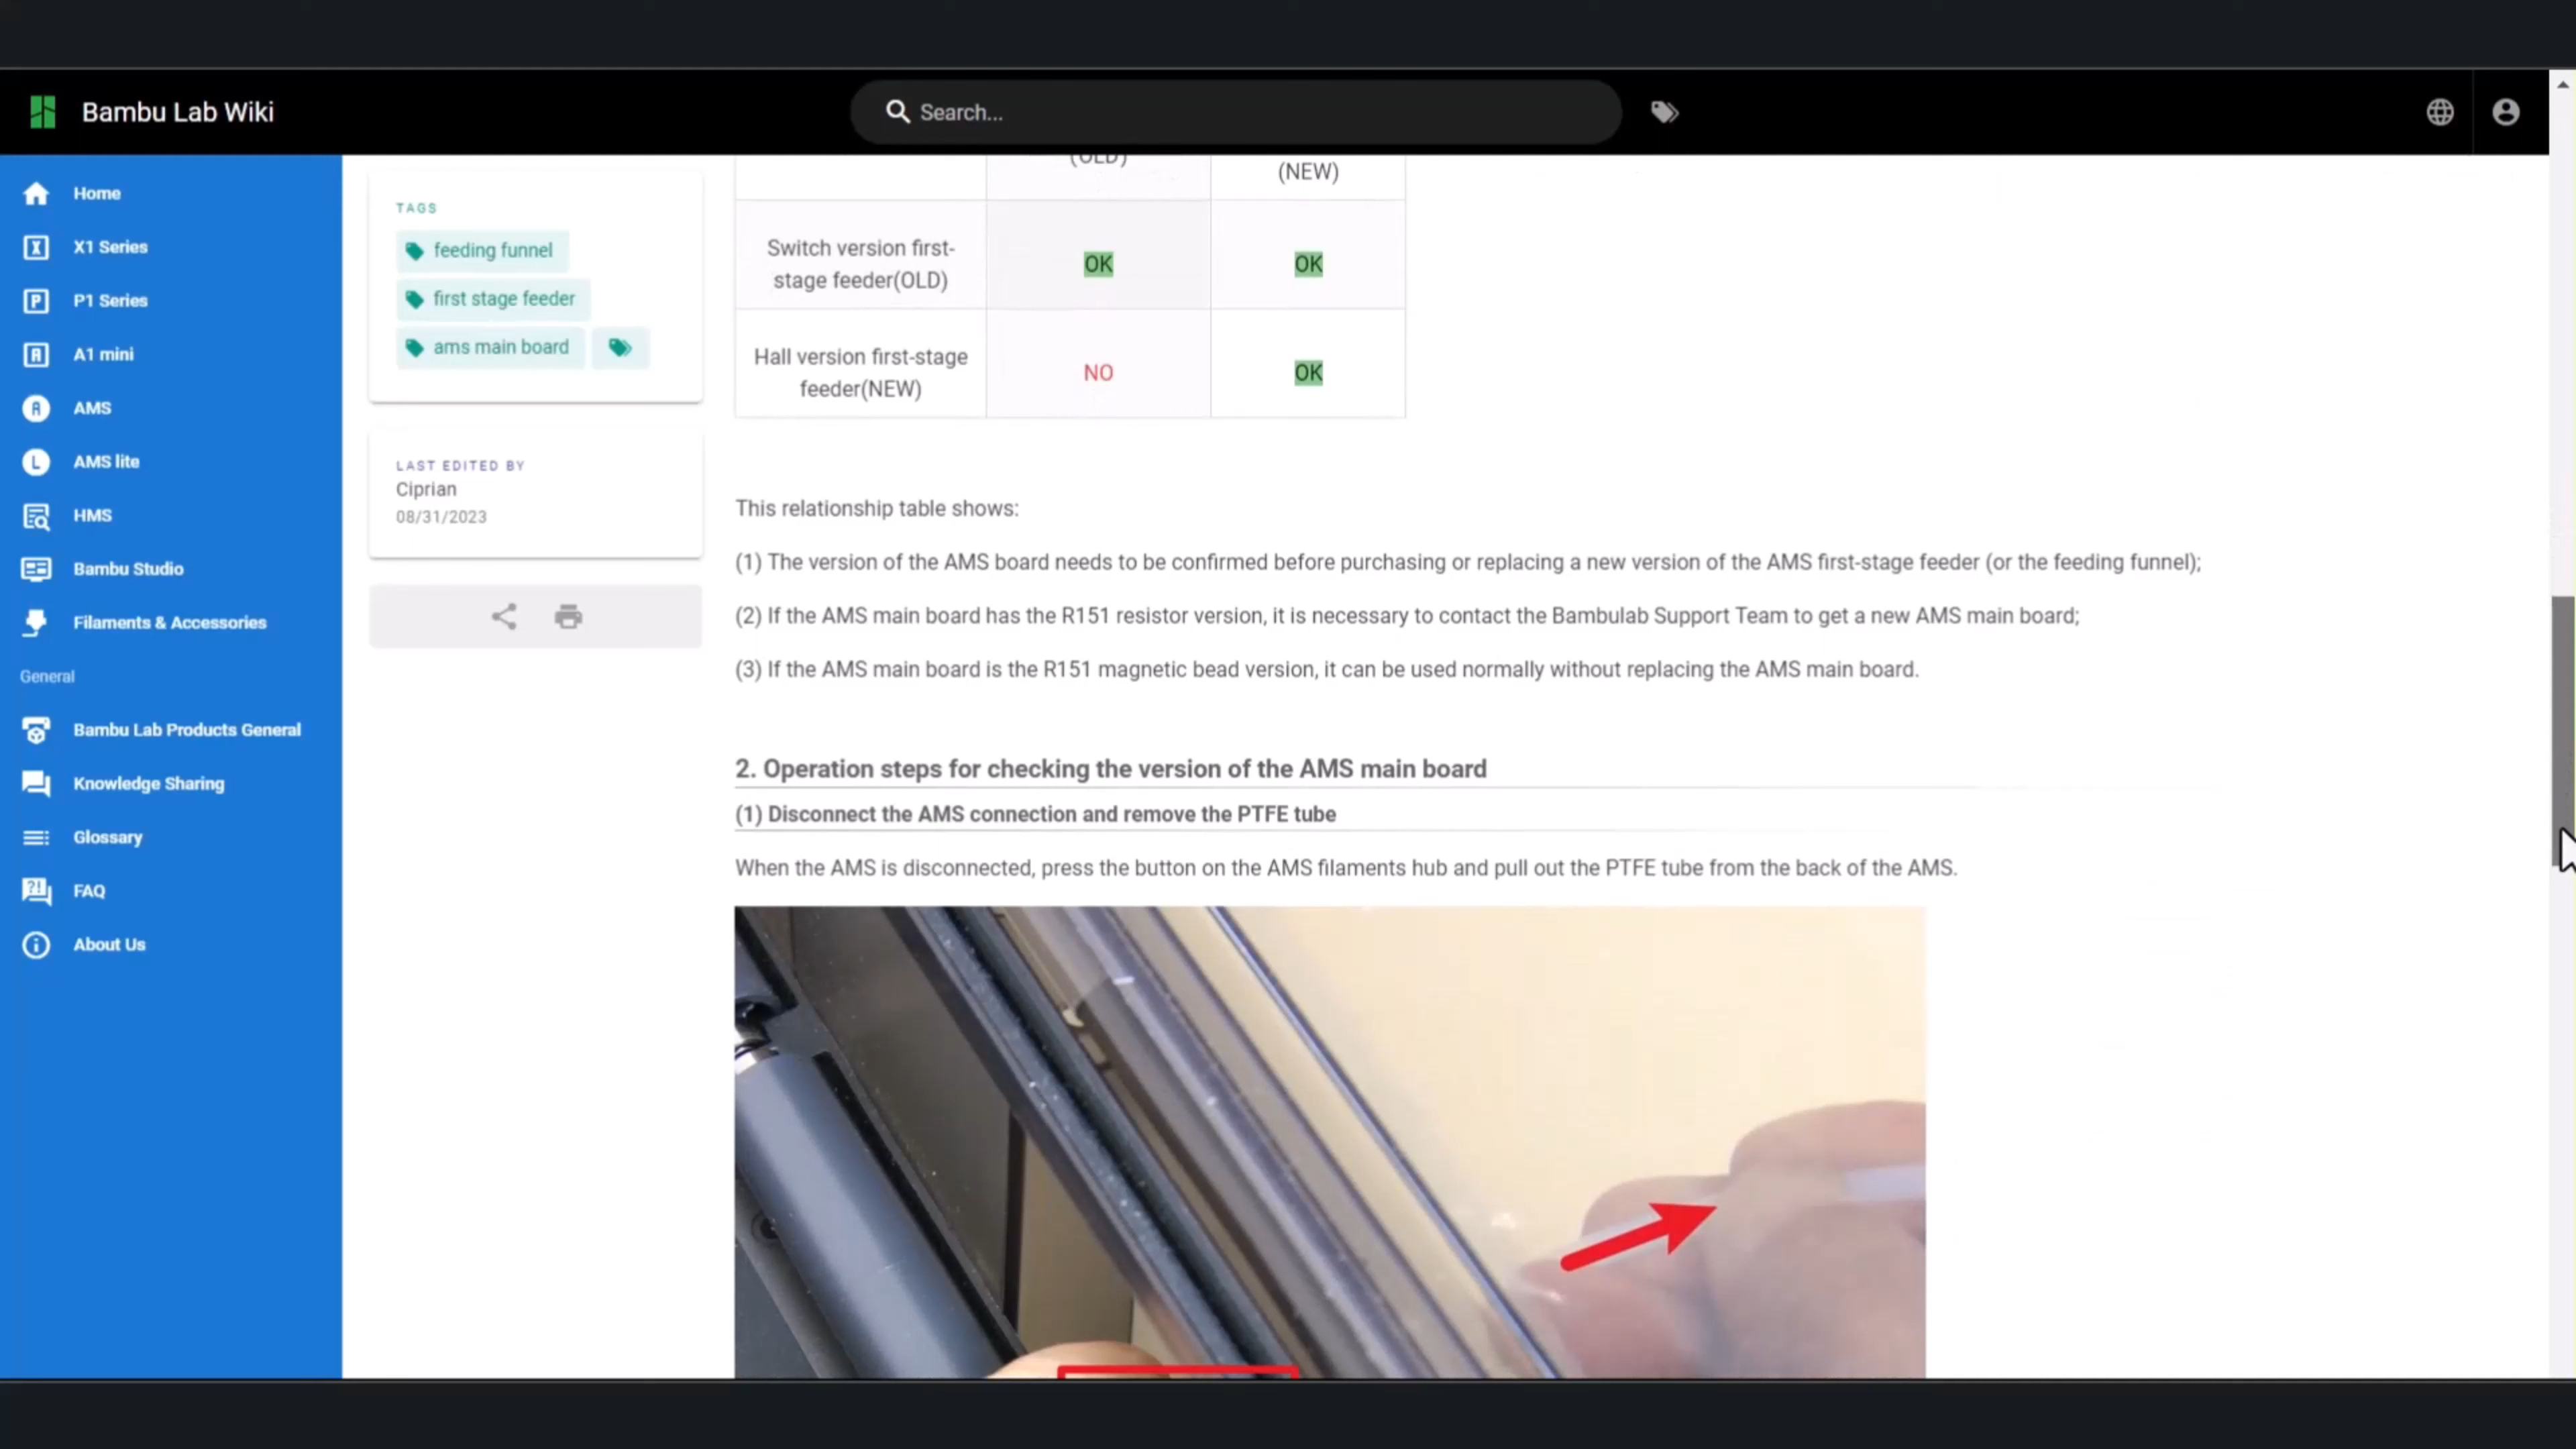 Bambu Lab Wiki
Search...
Home
X1 Series
P1 Series
A1 mini
AMS
AMS lite
HMS
Bambu Studio
Filaments & Accessories
General
Bambu Lab Products General
Knowledge Sharing
Glossary
FAQ
About Us
TAGS
feeding funnel
first stage feeder
ams main board
LAST EDITED BY
Ciprian
08/31/2023
(OLD)
(NEW)
Switch version first-
stage feeder(OLD)
OK
OK
Hall version first-stage
feeder(NEW)
NO
OK
This relationship table shows:
(1) The version of the AMS board needs to be confirmed before purchasing or replacing a new version of the AMS first-stage feeder (or the feeding funnel);
(2) If the AMS main board has the R151 resistor version, it is necessary to contact the Bambulab Support Team to get a new AMS main board;
(3) If the AMS main board is the R151 magnetic bead version, it can be used normally without replacing the AMS main board.
2. Operation steps for checking the version of the AMS main board
(1) Disconnect the AMS connection and remove the PTFE tube
When the AMS is disconnected, press the button on the AMS filaments hub and pull out the PTFE tube from the back of the AMS.